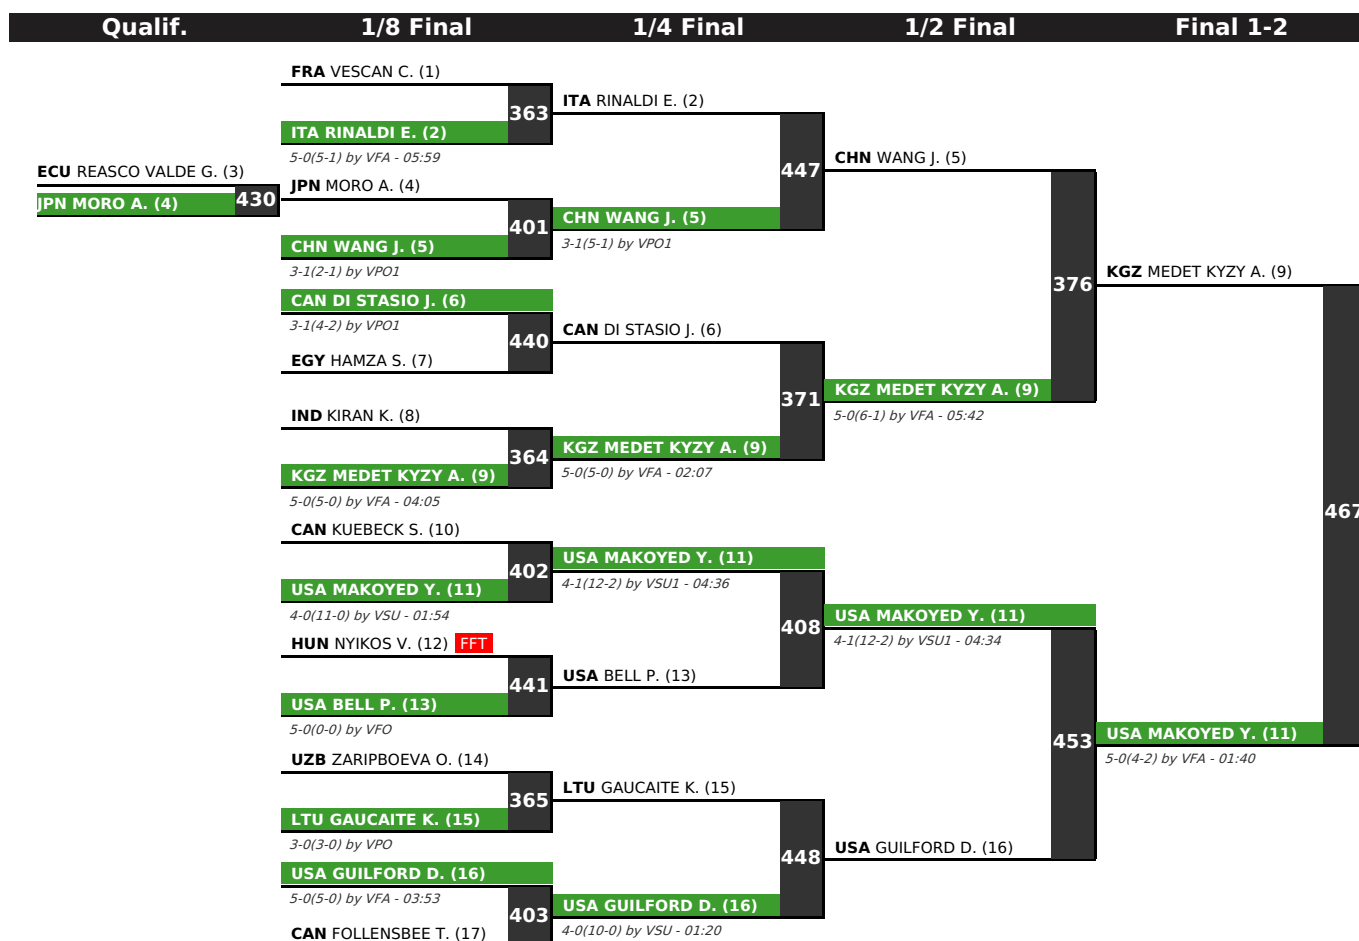 Qualif.
1/8 Final
1/4 Final
1/2 Final
Final 1-2
FRA VESCAN C. (1)
363
ITA RINALDI E. (2)
5-0(5-1) by VFA - 05:59
ECU REASCO VALDE G. (3)
430
JPN MORO A. (4)
JPN MORO A. (4)
401
CHN WANG J. (5)
3-1(2-1) by VPO1
CAN DI STASIO J. (6)
3-1(4-2) by VPO1
440
EGY HAMZA S. (7)
IND KIRAN K. (8)
364
KGZ MEDET KYZY A. (9)
5-0(5-0) by VFA - 04:05
CAN KUEBECK S. (10)
402
USA MAKOYED Y. (11)
4-0(11-0) by VSU - 01:54
HUN NYIKOS V. (12) FFT
441
USA BELL P. (13)
5-0(0-0) by VFO
UZB ZARIPBOEVA O. (14)
365
LTU GAUCAITE K. (15)
3-0(3-0) by VPO
USA GUILFORD D. (16)
5-0(5-0) by VFA - 03:53
403
CAN FOLLENSBEE T. (17)
ITA RINALDI E. (2)
447
CHN WANG J. (5)
3-1(5-1) by VPO1
CAN DI STASIO J. (6)
371
KGZ MEDET KYZY A. (9)
5-0(5-0) by VFA - 02:07
USA MAKOYED Y. (11)
4-1(12-2) by VSU1 - 04:36
408
USA BELL P. (13)
LTU GAUCAITE K. (15)
448
USA GUILFORD D. (16)
4-0(10-0) by VSU - 01:20
CHN WANG J. (5)
376
KGZ MEDET KYZY A. (9)
5-0(6-1) by VFA - 05:42
USA MAKOYED Y. (11)
4-1(12-2) by VSU1 - 04:34
453
USA GUILFORD D. (16)
KGZ MEDET KYZY A. (9)
467
USA MAKOYED Y. (11)
5-0(4-2) by VFA - 01:40